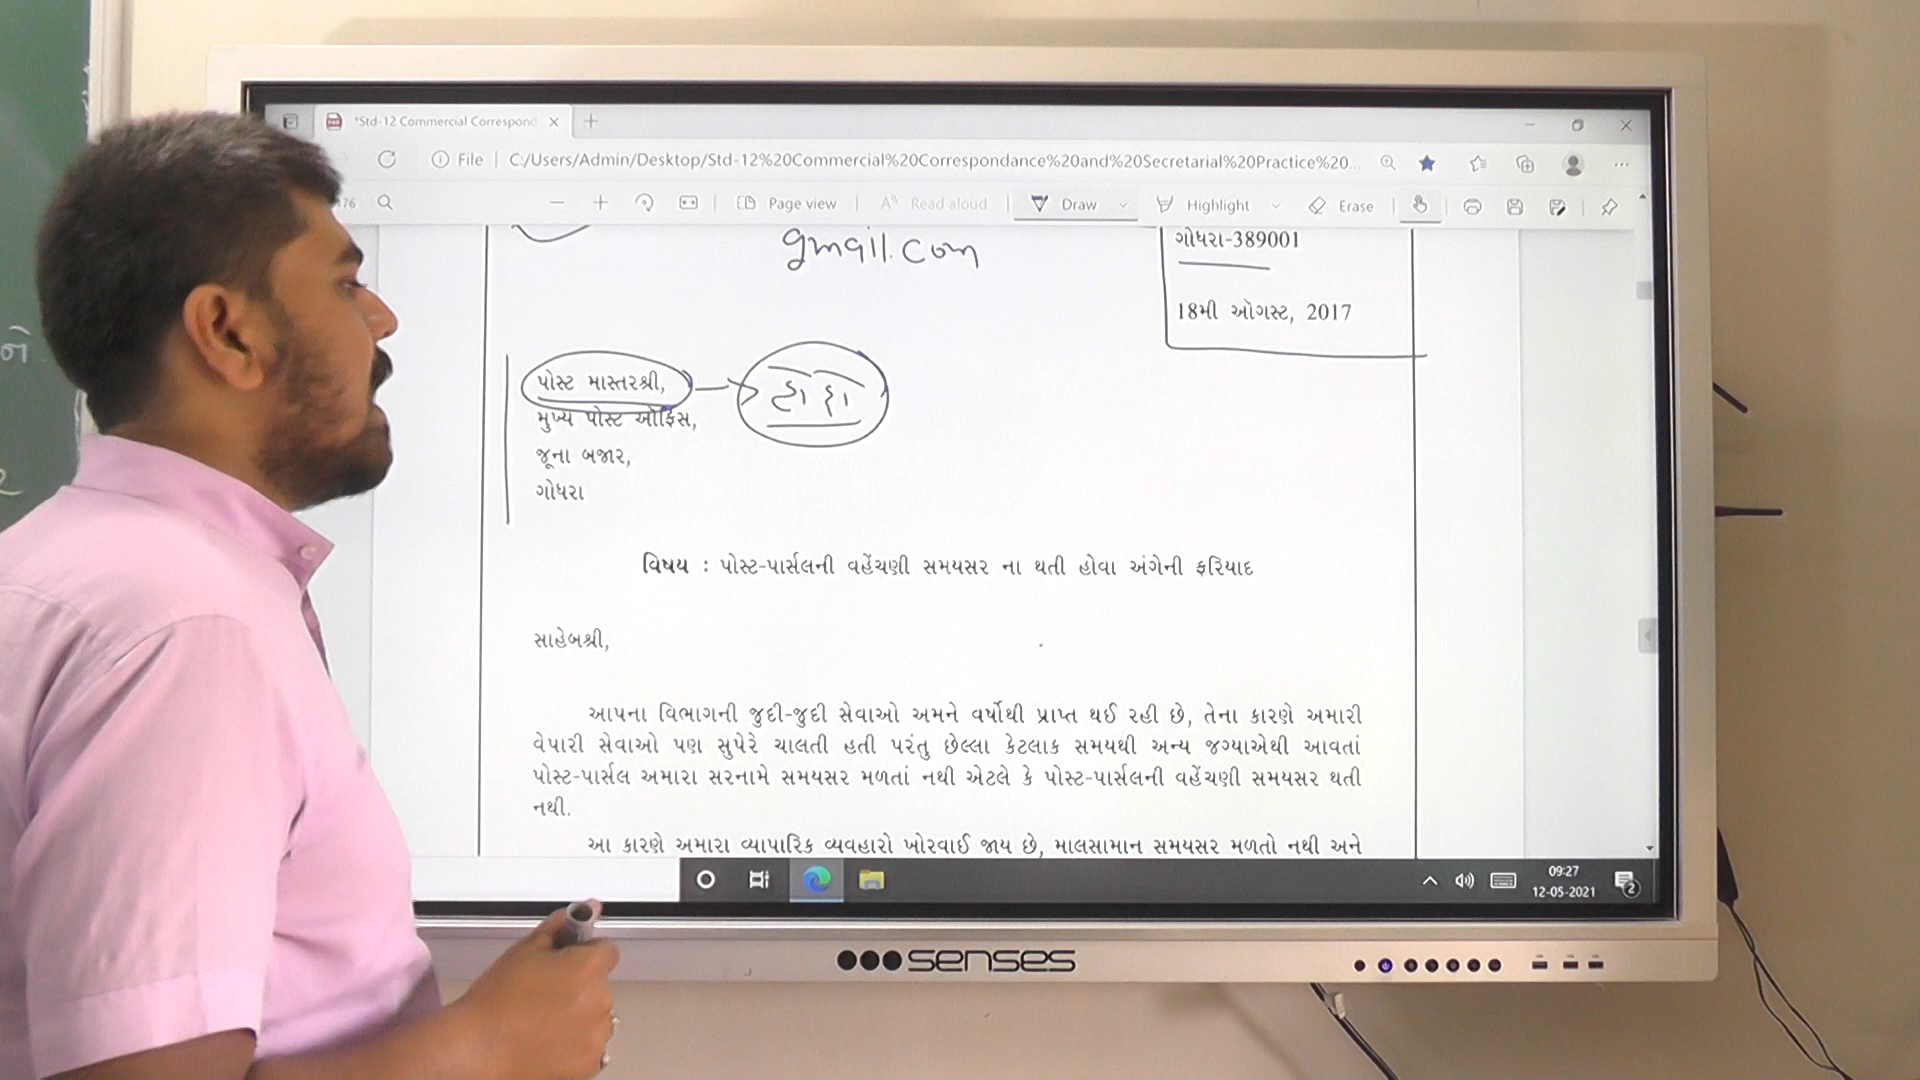 *Std-12 Commercial Correspond
File
C:/Users/Admin/Desktop/Std-12%20Commercial%20Correspondance%20and%20Secretarial%20Practice%20...
176
Page view
Read aloud
Draw
Highlight
Erase
gmail.com
ગોધરા-389001
18મી ઑગસ્ટ, 2017
પોસ્ટ માસ્તરશ્રી,
હોદ્દો
મુખ્ય પોસ્ટ ઑફિસ,
જૂના બજાર,
ગોધરા
વિષય : પોસ્ટ-પાર્સલની વહેંચણી સમયસર ના થતી હોવા અંગેની ફરિયાદ
સાહેબશ્રી,
આપના વિભાગની જુદી-જુદી સેવાઓ અમને વર્ષોથી પ્રાપ્ત થઈ રહી છે, તેના કારણે અમારી
વેપારી સેવાઓ પણ સુપેરે ચાલતી હતી પરંતુ છેલ્લા કેટલાક સમયથી અન્ય જગ્યાએથી આવતાં
પોસ્ટ-પાર્સલ અમારા સરનામે સમયસર મળતાં નથી એટલે કે પોસ્ટ-પાર્સલની વહેંચણી સમયસર થતી
નથી.
આ કારણે અમારા વ્યાપારિક વ્યવહારો ખોરવાઈ જાય છે, માલસામાન સમયસર મળતો નથી અને
09:27
12-05-2021
2
senses